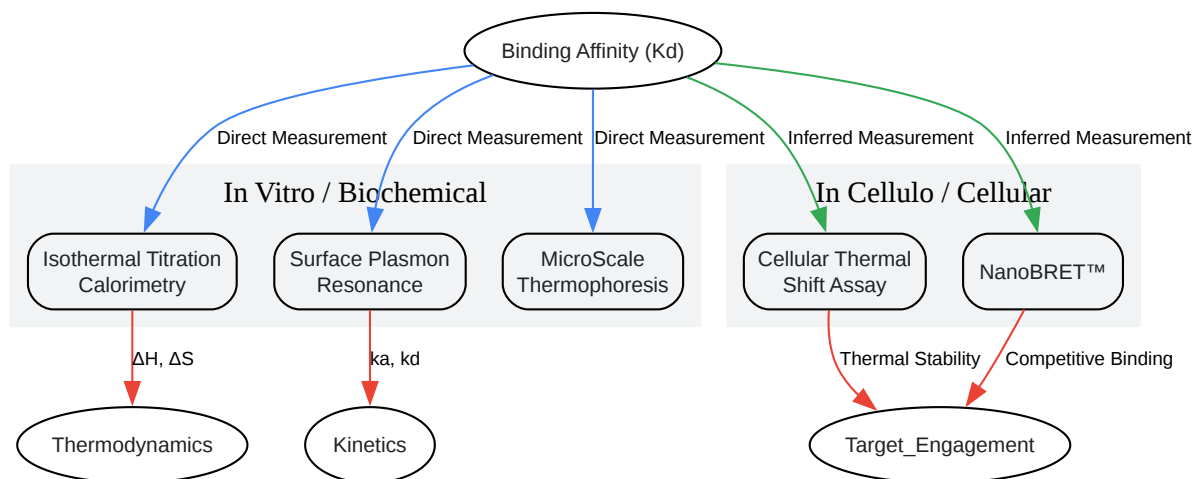 Binding Affinity (Kd)
Direct Measurement
Direct Measurement
Direct Measurement
Inferred Measurement
Inferred Measurement
In Vitro / Biochemical
In Cellulo / Cellular
Isothermal Titration
Calorimetry
Surface Plasmon
Resonance
MicroScale
Thermophoresis
Cellular Thermal
Shift Assay
NanoBRET™
ΔH, ΔS
ka, kd
Thermal Stability
Competitive Binding
Thermodynamics
Kinetics
Target_Engagement